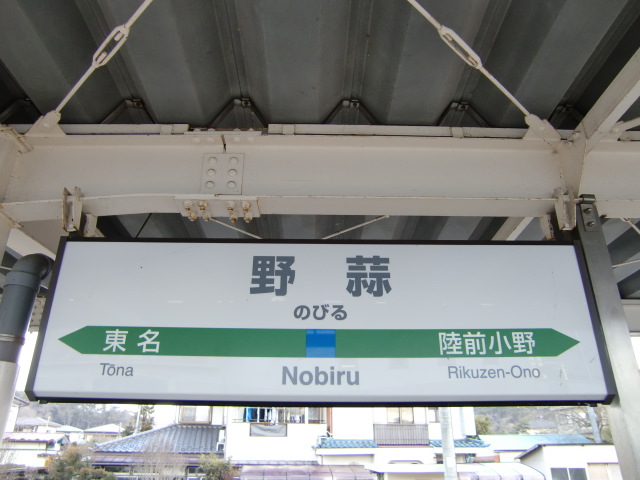 野蒜
のびる
東名 陸前小野
Tōna Nobiru Rikuzen-Ono